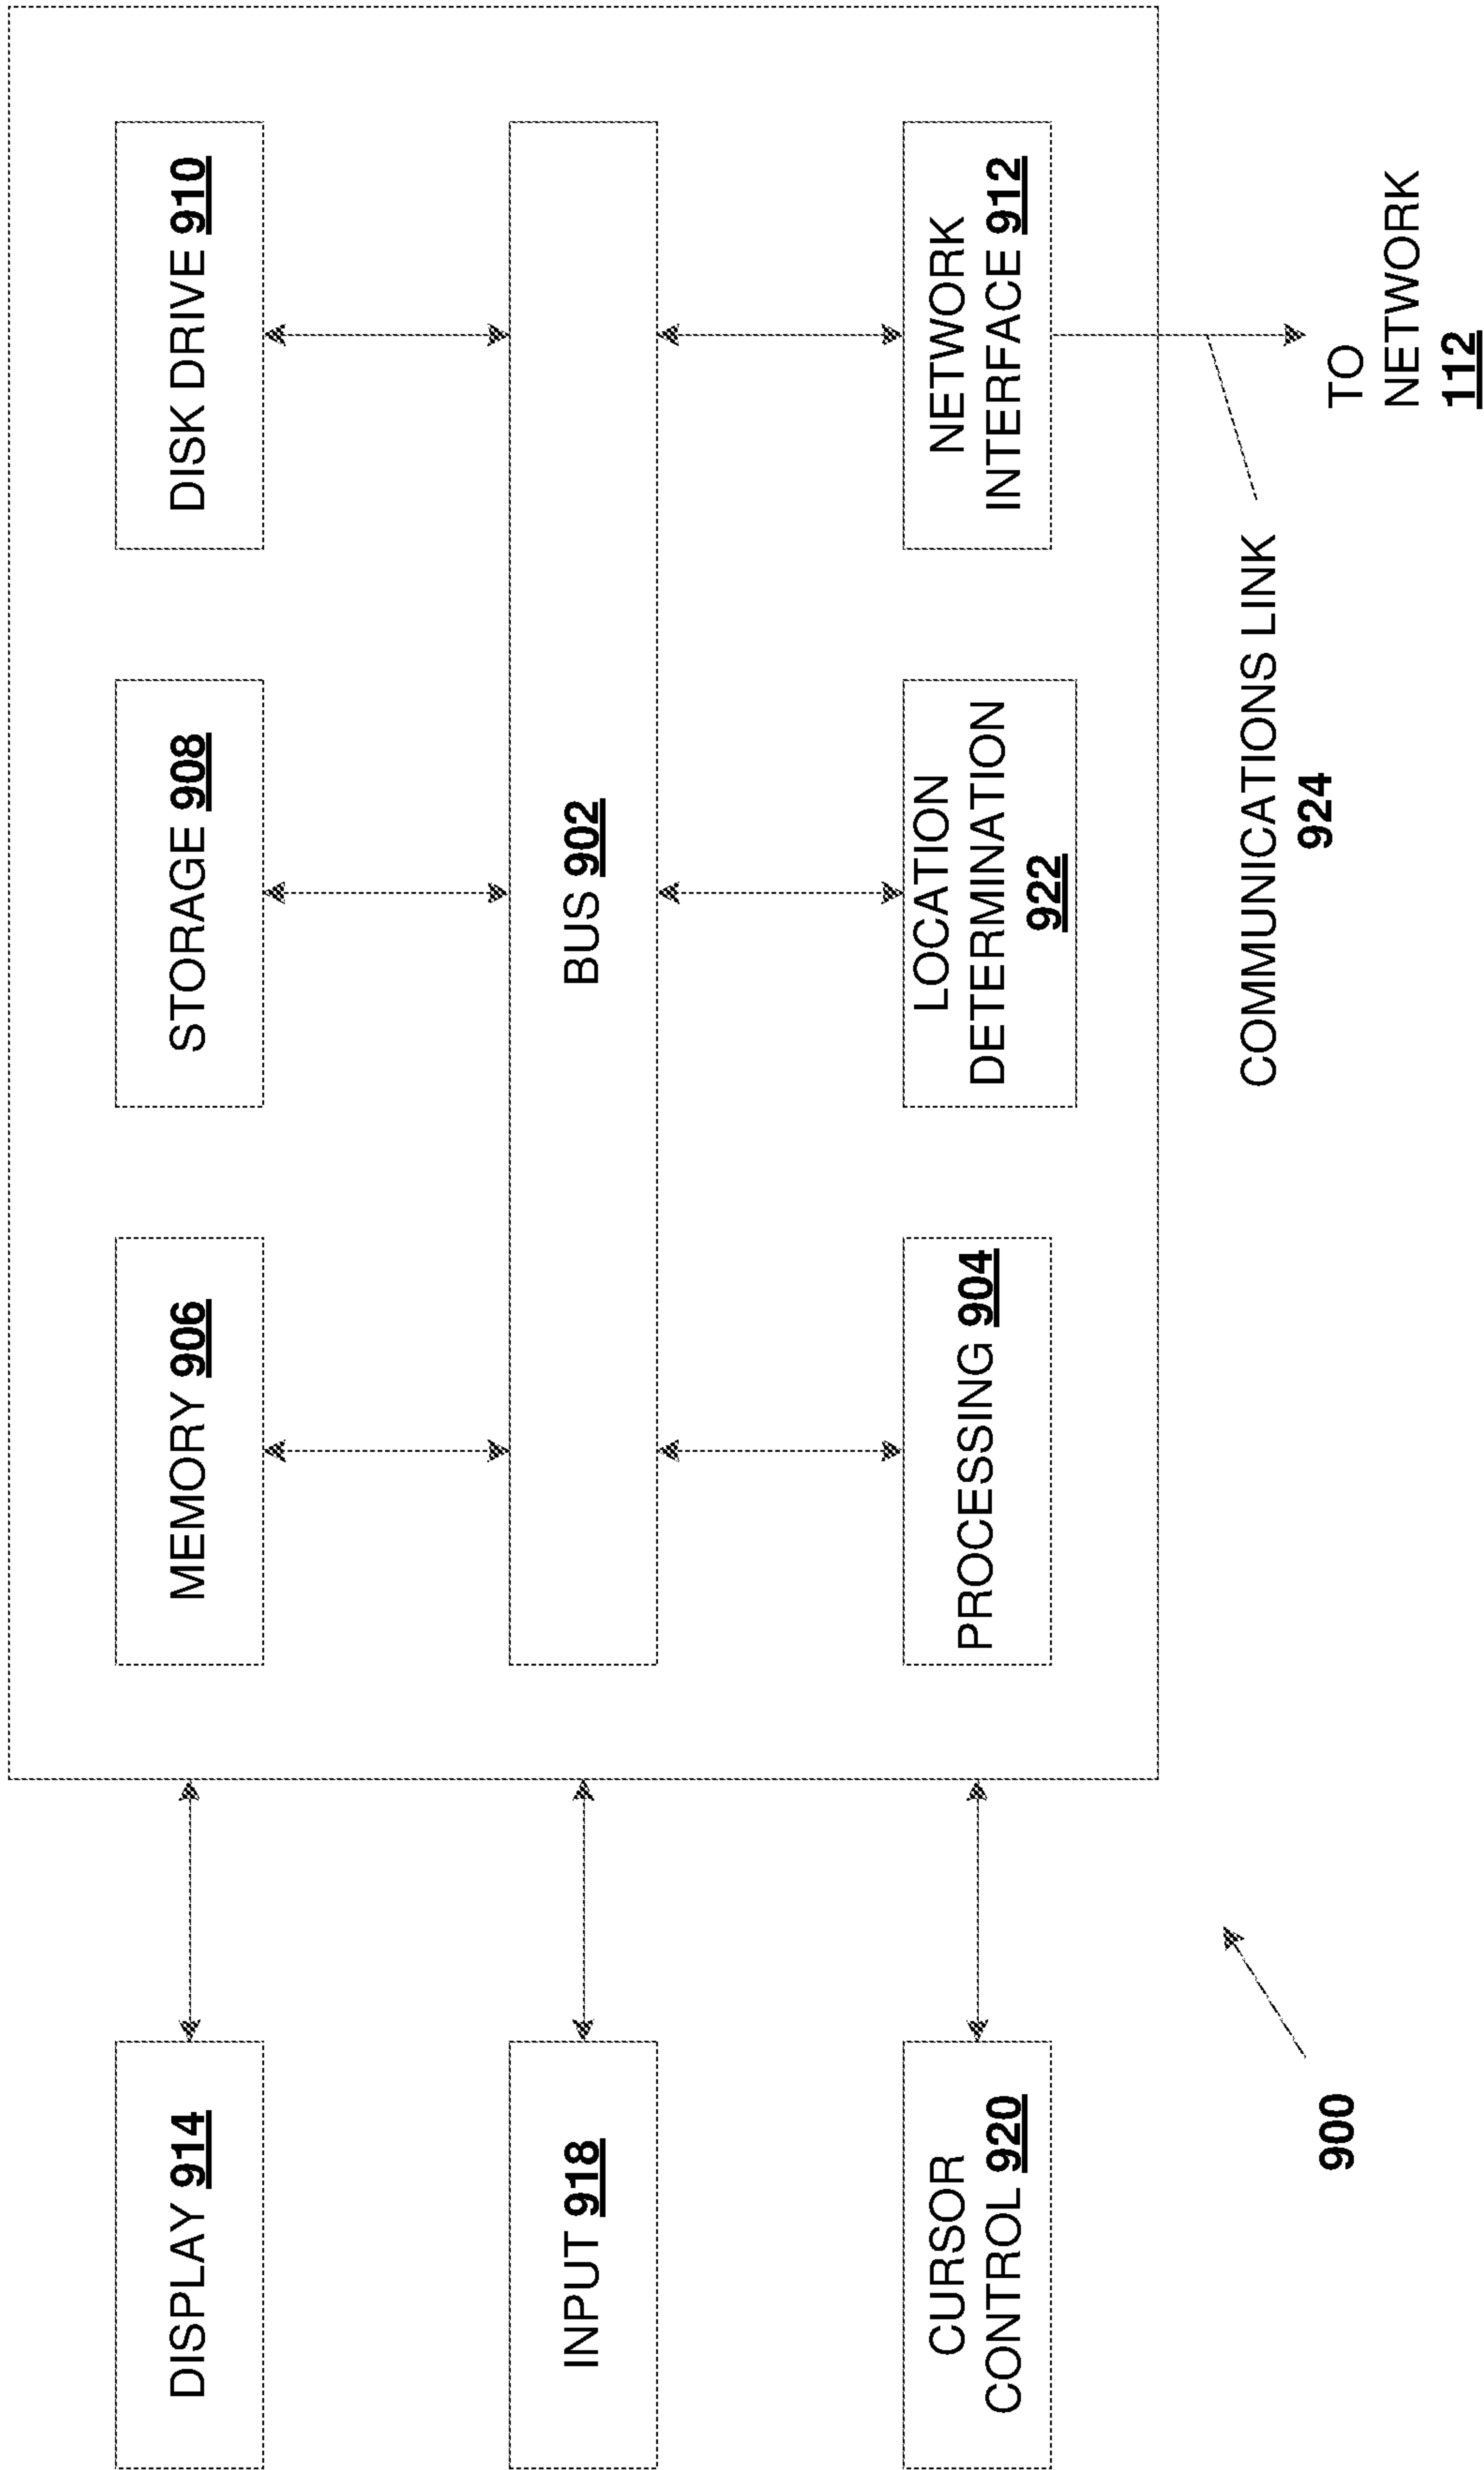 DISPLAY 914
MEMORY 906
STORAGE 908
DISK DRIVE 910
INPUT 918
BUS 902
CURSOR
CONTROL 920
PROCESSING 904
LOCATION
DETERMINATION
922
NETWORK
INTERFACE 912
900
COMMUNICATIONS LINK
924
TO
NETWORK
112